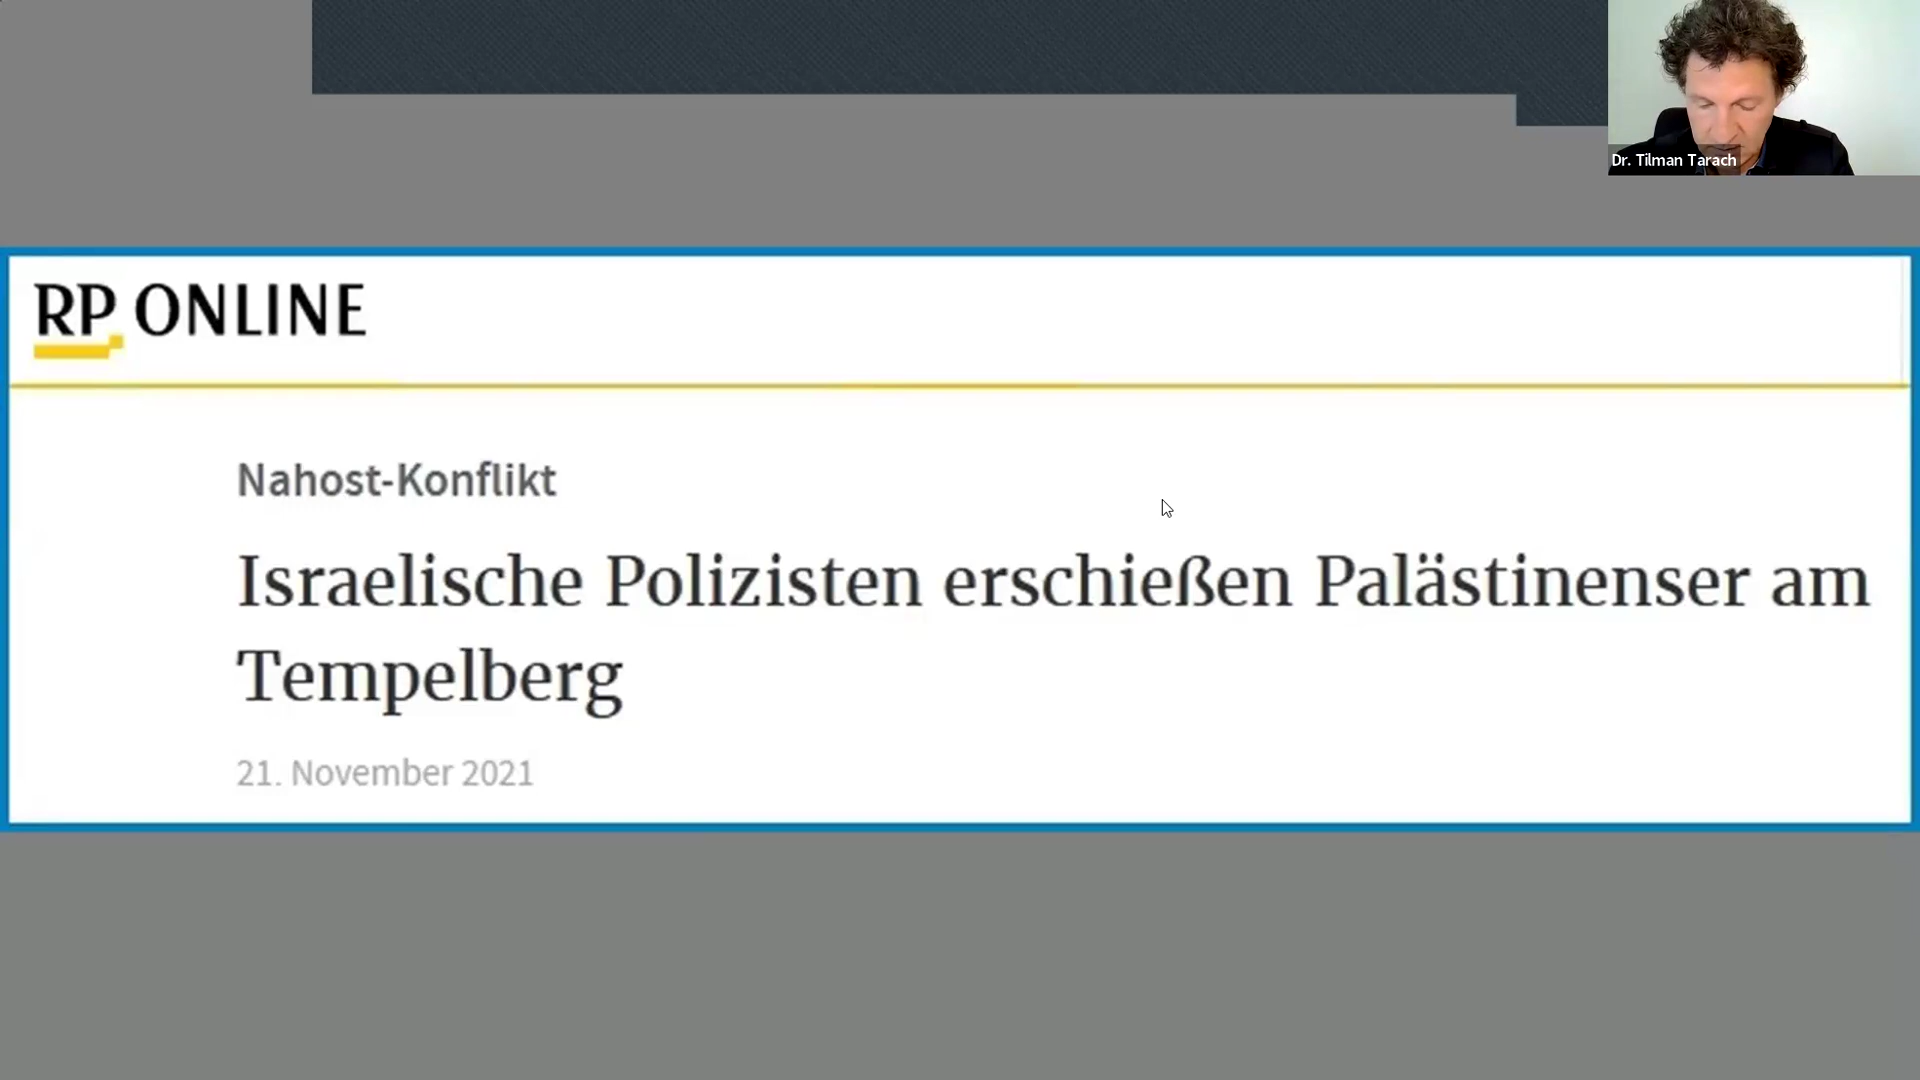 Dr. Tilman Tarach
RP ONLINE
Nahost-Konflikt
Israelische Polizisten erschießen Palästinenser am
Tempelberg
21. November 2021